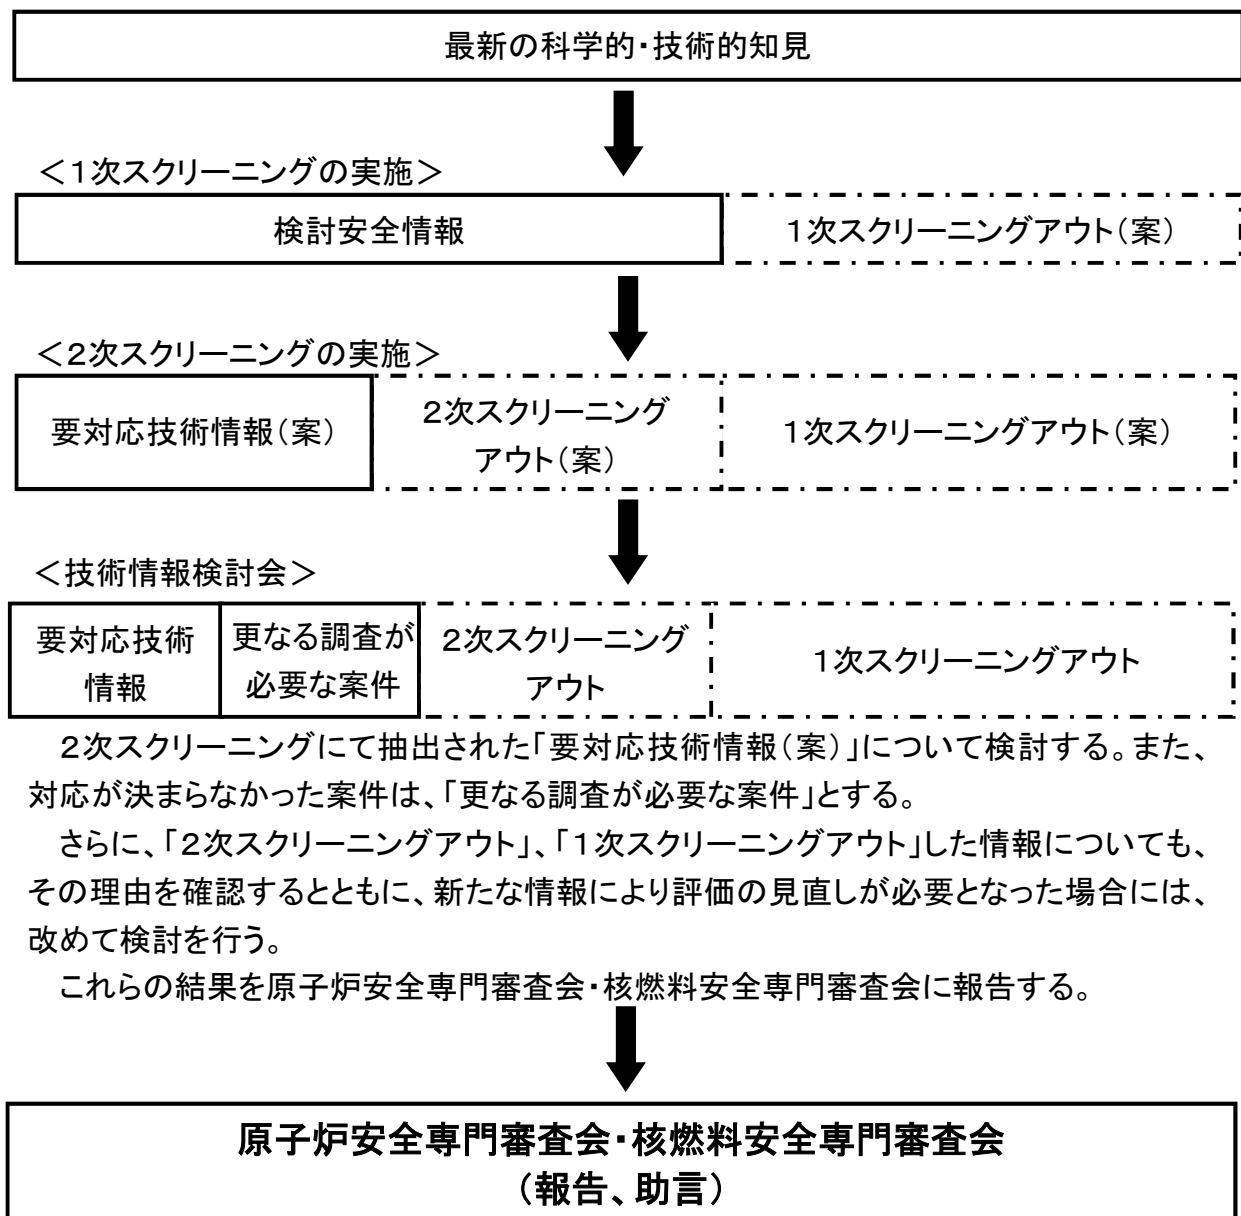 最新の科学的・技術的知見
＜１次スクリーニングの実施＞
検討安全情報
１次スクリーニングアウト（案）
＜２次スクリーニングの実施＞
要対応技術情報（案）
２次スクリーニング
アウト（案）
１次スクリーニングアウト（案）
＜技術情報検討会＞
要対応技術
情報
更なる調査が
必要な案件
２次スクリーニング
アウト
１次スクリーニングアウト
２次スクリーニングにて抽出された「要対応技術情報（案）」について検討する。また、
対応が決まらなかった案件は、「更なる調査が必要な案件」とする。
さらに、「２次スクリーニングアウト」、「１次スクリーニングアウト」した情報についても、
その理由を確認するとともに、新たな情報により評価の見直しが必要となった場合には、
改めて検討を行う。
これらの結果を原子炉安全専門審査会・核燃料安全専門審査会に報告する。
原子炉安全専門審査会・核燃料安全専門審査会
（報告、助言）